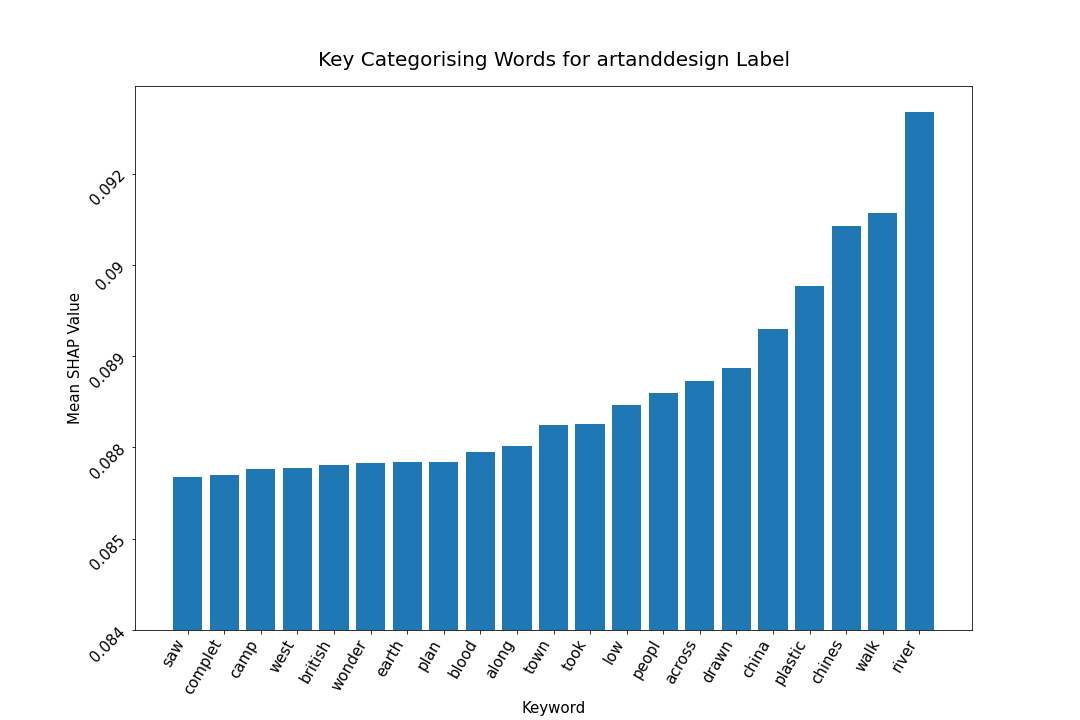 Key Categorising Words for artanddesign Label
0.092
0.09
0.089
0.088
0.085
0.084
Mean SHAP Value
saw
complet
camp
west
british
wonder
earth
plan
blood
along
town
took
low
peopl
across
drawn
china
plastic
chines
walk
river
Keyword